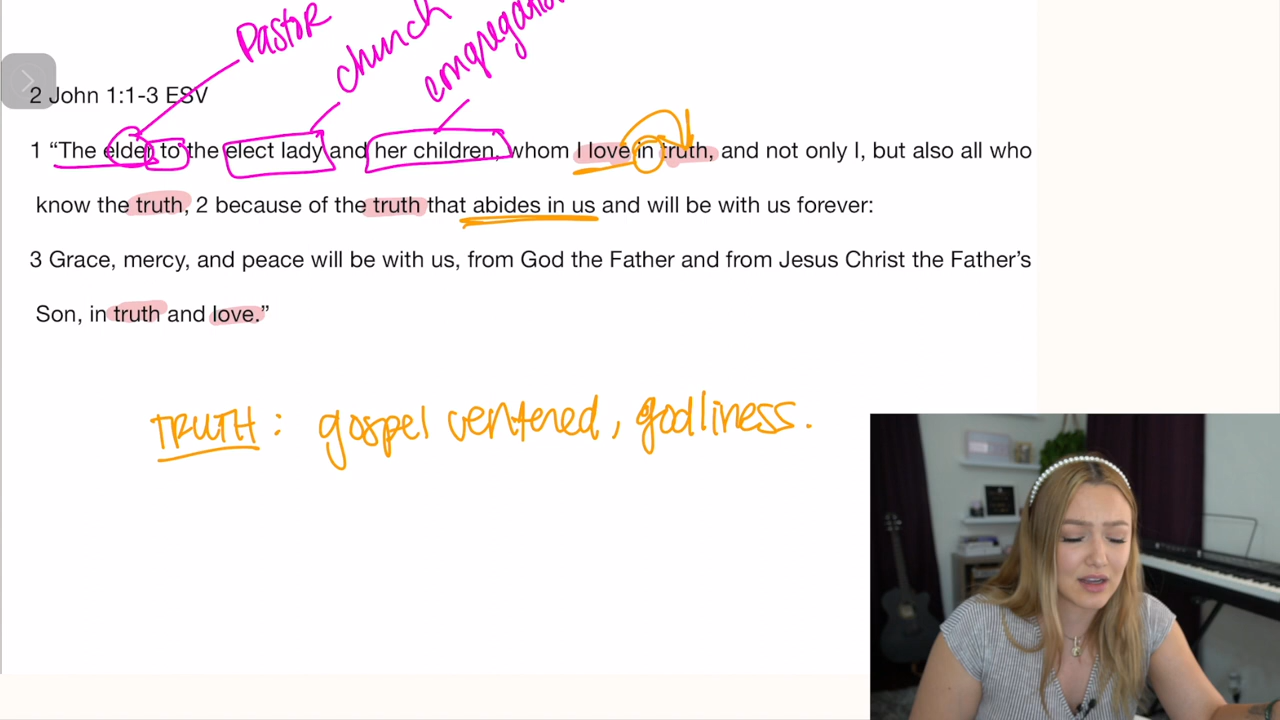 Pastor
church
congregation
2 John 1:1-3 ESV
1 “The elder to the elect lady and her children, whom I love in truth, and not only I, but also all who
know the truth, 2 because of the truth that abides in us and will be with us forever:
3 Grace, mercy, and peace will be with us, from God the Father and from Jesus Christ the Father’s
Son, in truth and love.”
TRUTH: gospel centered, godliness.